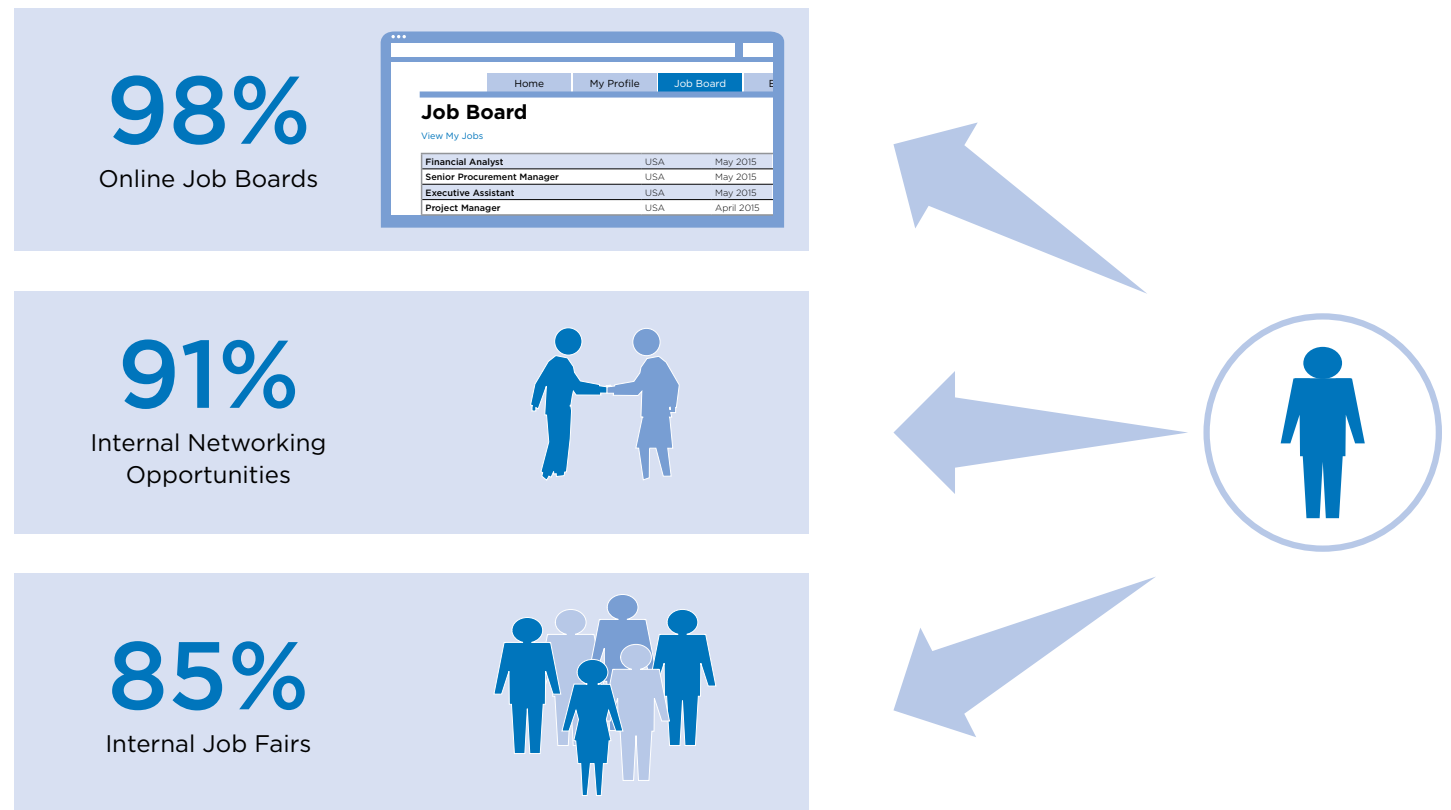 98%
Online Job Boards
Home My Profile Job Board
Job Board
View My Jobs
Financial Analyst USA May 2015
Senior Procurement Manager USA May 2015
Executive Assistant USA May 2015
Project Manager USA April 2015
91%
Internal Networking
Opportunities
85%
Internal Job Fairs